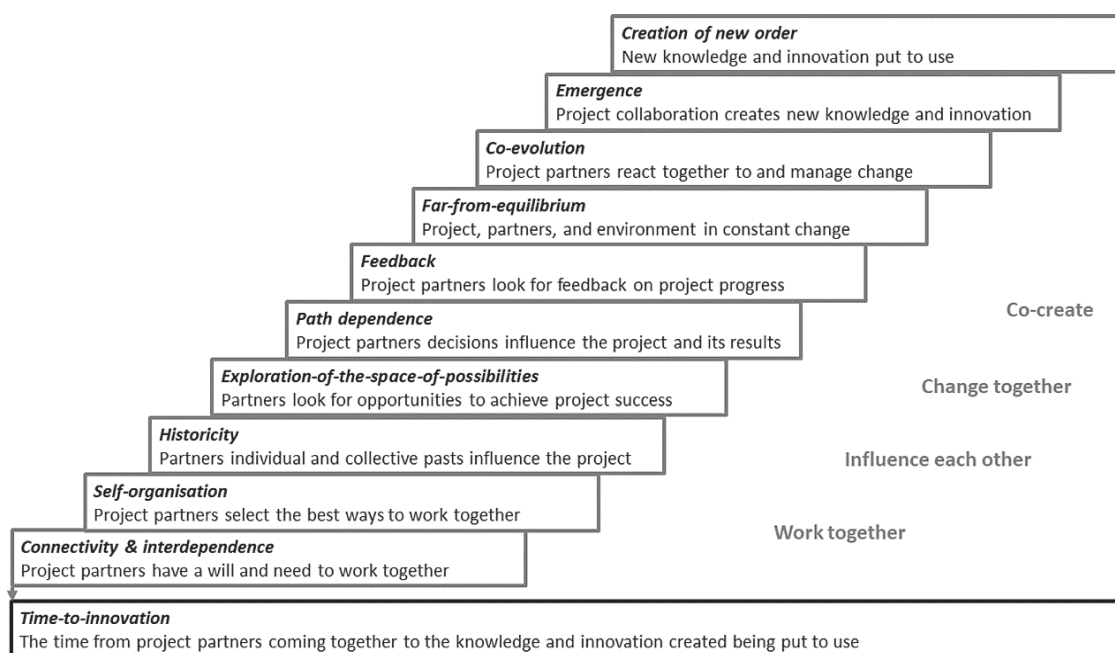 Creation of new order
New knowledge and innovation put to use
Emergence
Project collaboration creates new knowledge and innovation
Co-evolution
Project partners react together to and manage change
Far-from-equilibrium
Project, partners, and environment in constant change
Feedback
Project partners look for feedback on project progress
Co-create
Path dependence
Project partners decisions influence the project and its results
Exploration-of-the-space-of-possibilities
Partners look for opportunities to achieve project success
Change together
Historicity
Partners individual and collective pasts influence the project
Influence each other
Self-organisation
Project partners select the best ways to work together
Work together
Connectivity & interdependence
Project partners have a will and need to work together
Time-to-innovation
The time from project partners coming together to the knowledge and innovation created being put to use